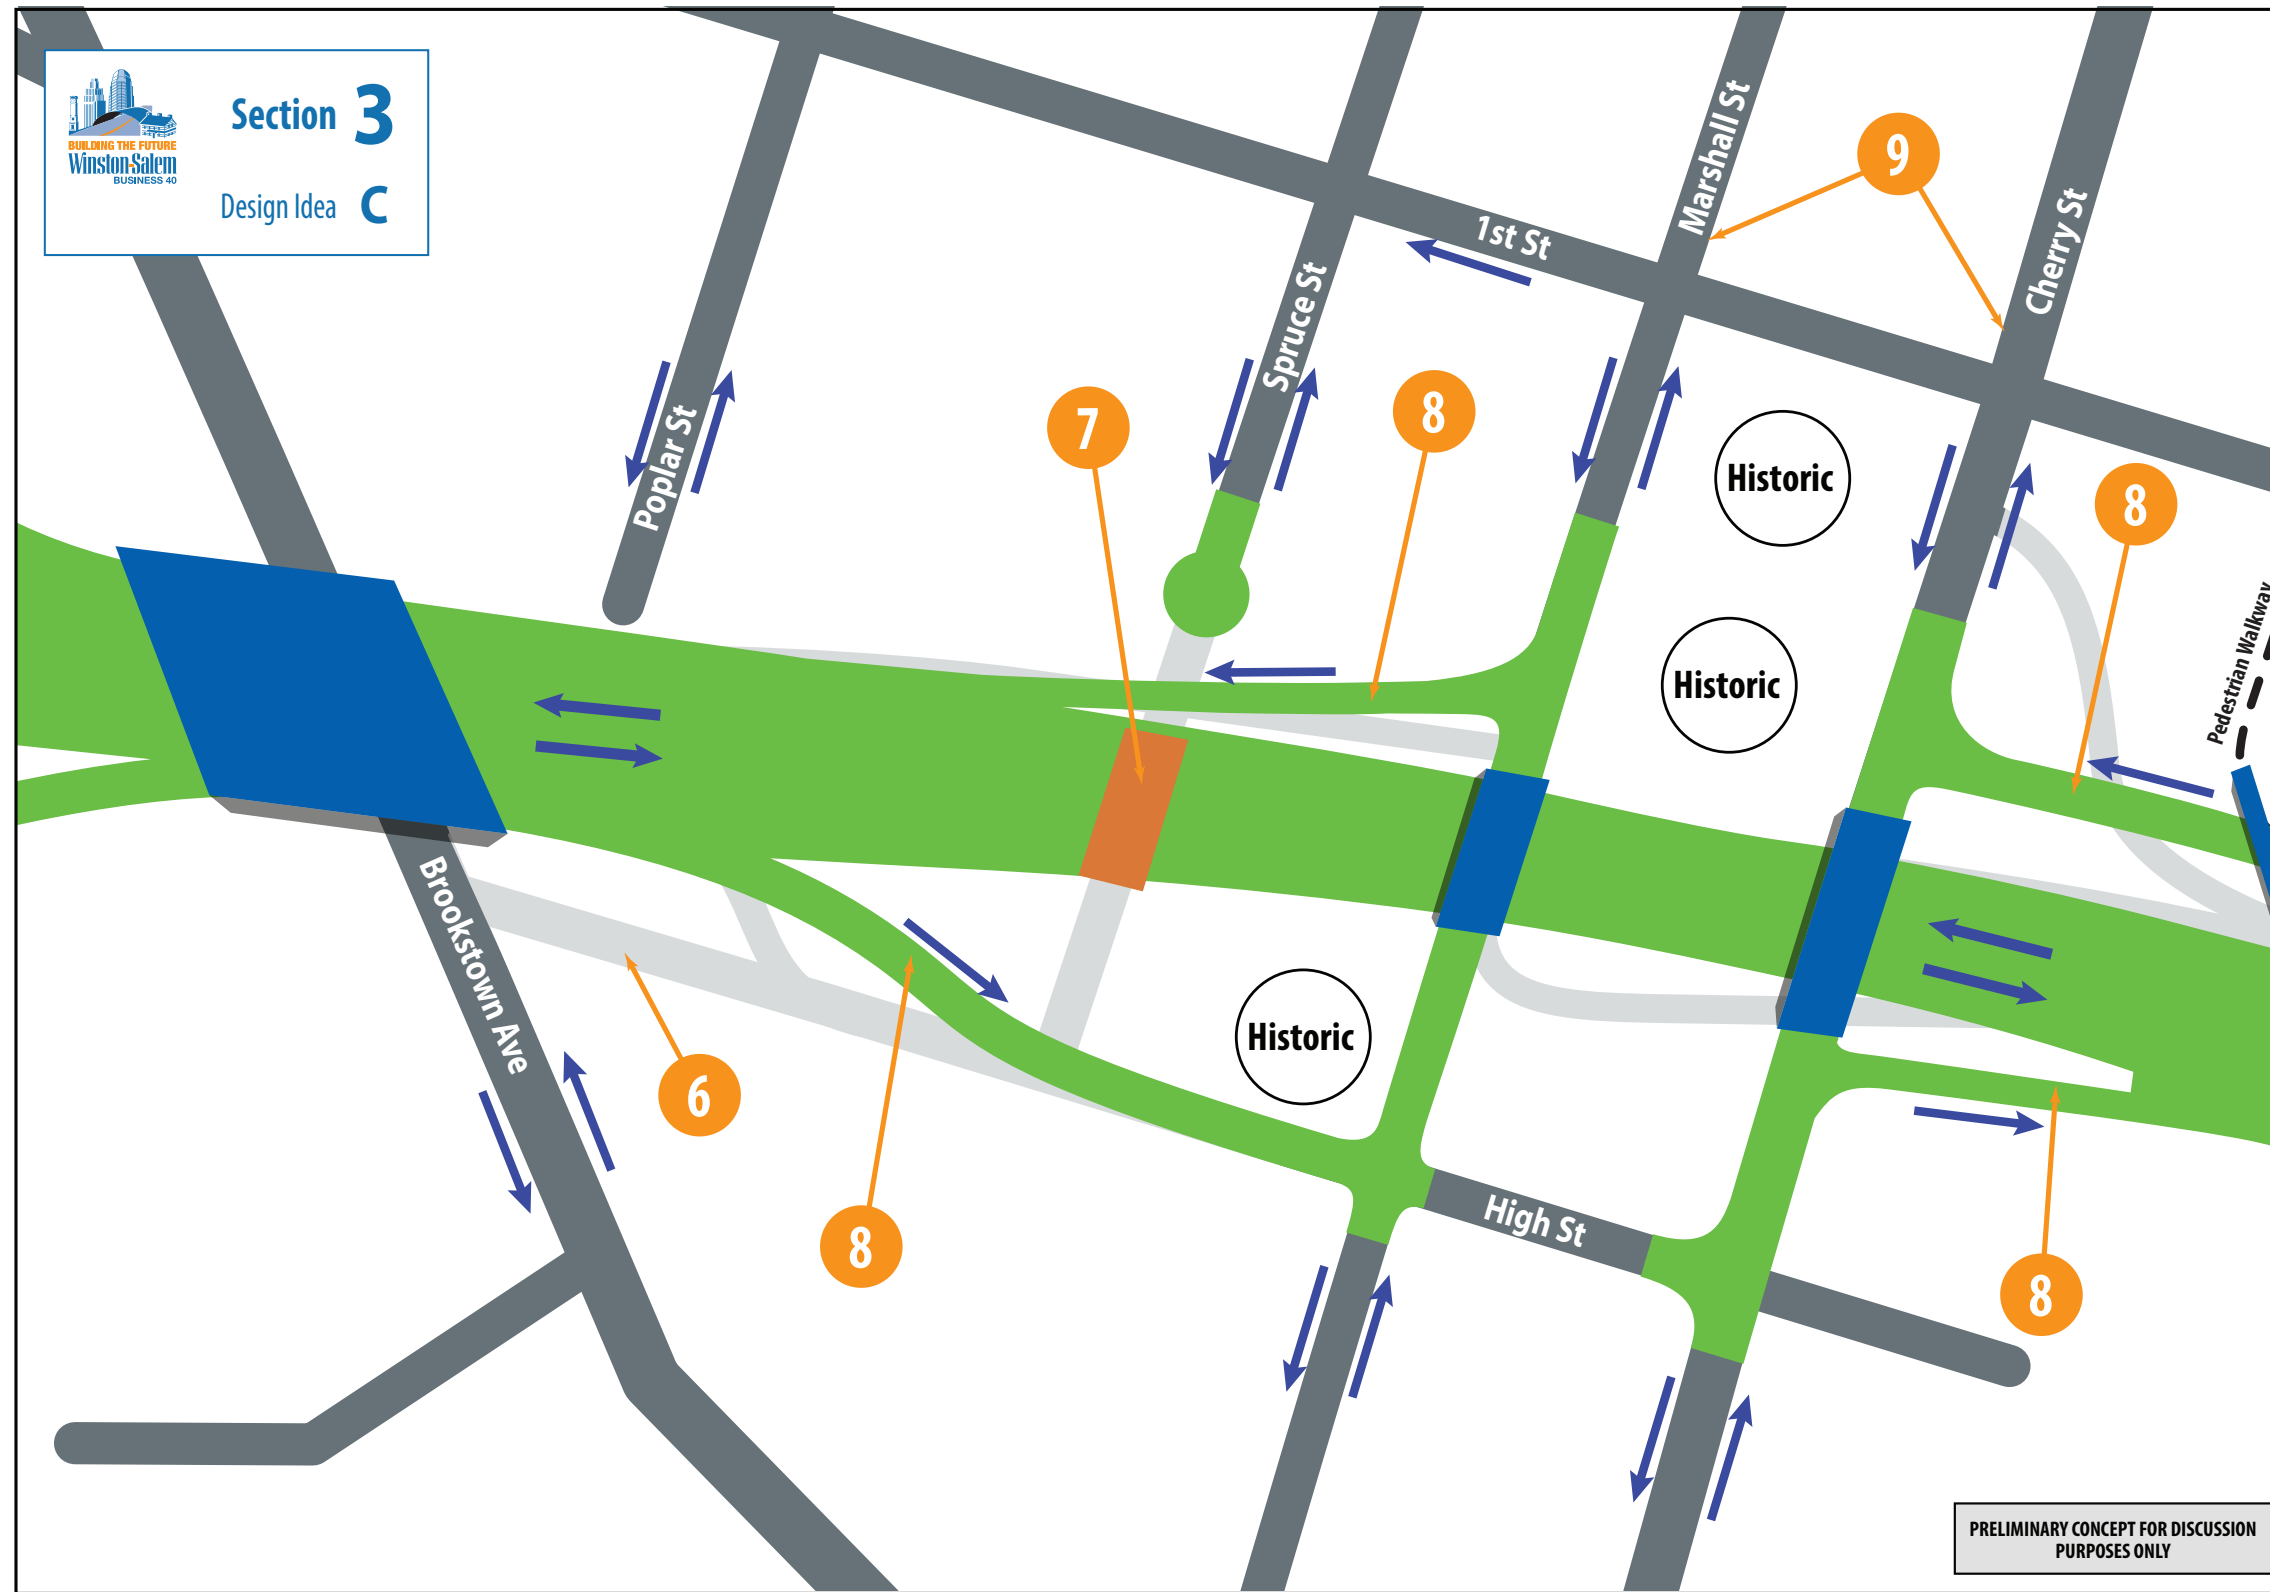 Section 3
BUILDING THE FUTURE
Winston-Salem
BUSINESS 40
Design Idea C
Marshall St
9
Cherry St
1st St
Spruce St
7
8
Poplar St
Historic
8
Historic
Pedestrian Walkway
Brookstown Ave
Historic
6
High St
8
8
PRELIMINARY CONCEPT FOR DISCUSSION
PURPOSES ONLY